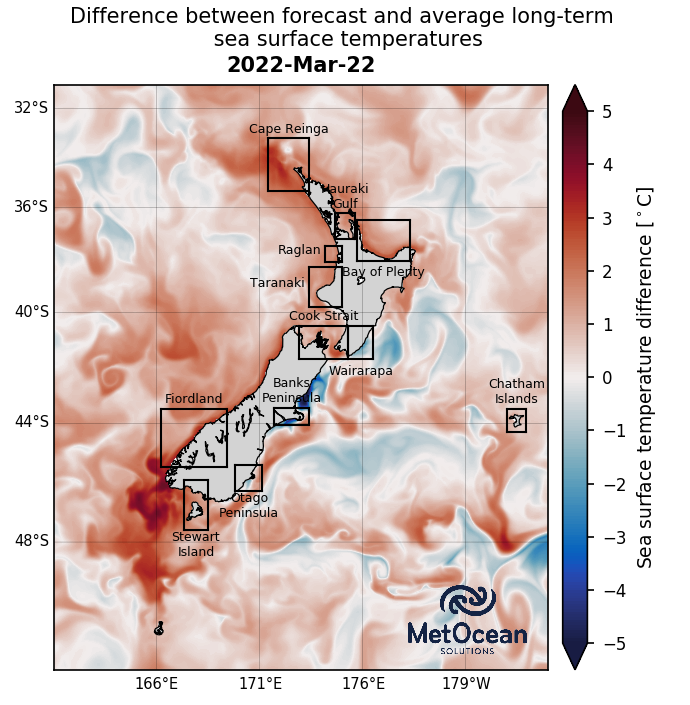 Difference between forecast and average long-term
sea surface temperatures
2022-Mar-22
32°S
36°S
40°S
44°S
48°S
Cape Reinga
Hauraki
Gulf
Raglan
Bay of Plenty
Taranaki
Cook Strait
Wairarapa
Banks
Peninsula
Chatham
Islands
Fiordland
Otago
Peninsula
Stewart
Island
MetOcean
SOLUTIONS
166°E
171°E
176°E
179°W
5
4
3
2
1
0
−1
−2
−3
−4
−5
Sea surface temperature difference [°C]